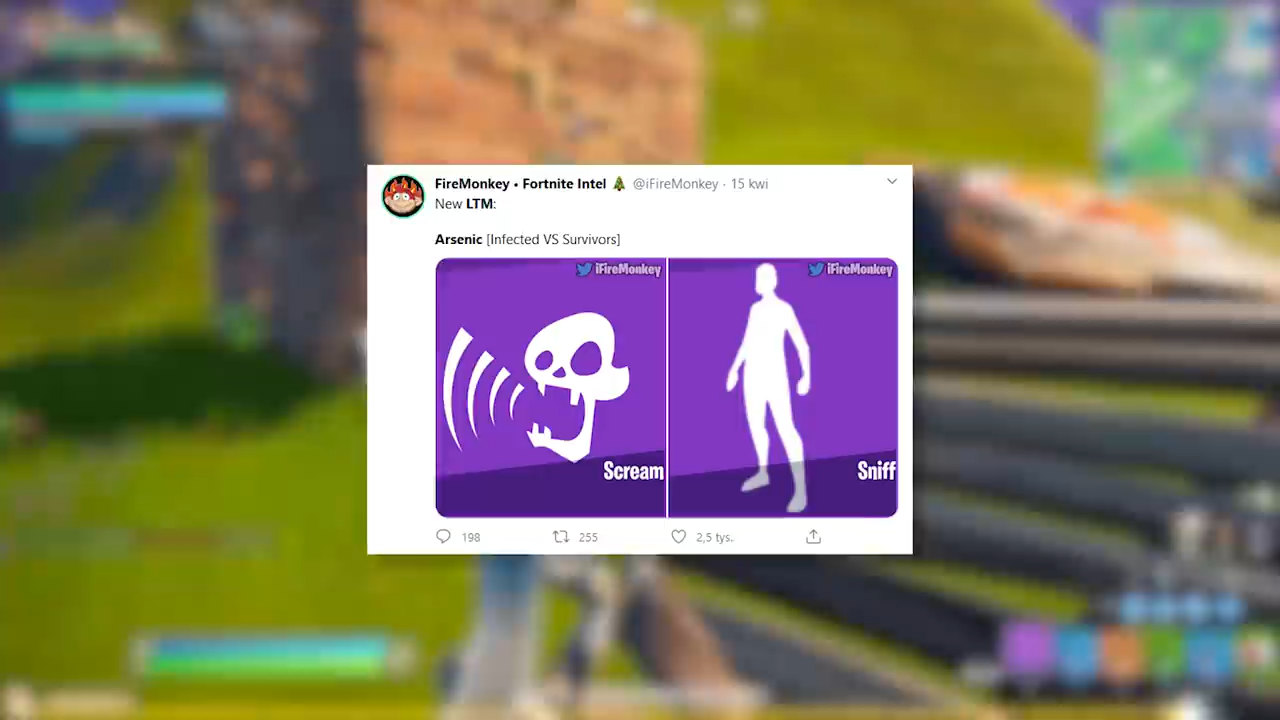 FireMonkey • Fortnite Intel 🌲 @iFireMonkey · 15 kwi
New LTM:
Arsenic [Infected VS Survivors]
iFireMonkey
iFireMonkey
Scream
Sniff
198
255
2,5 tys.